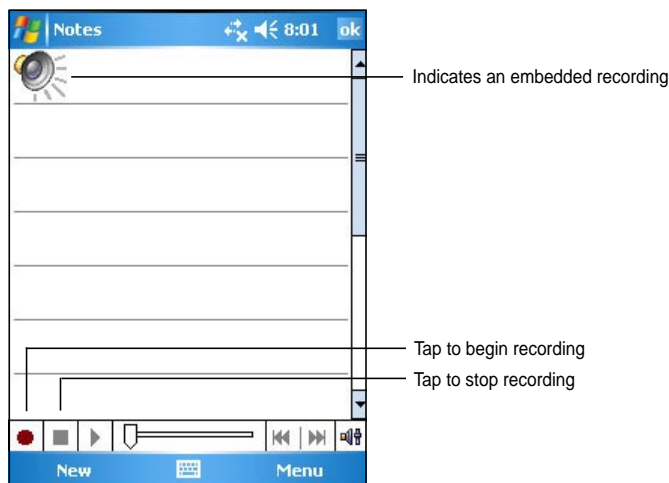 Notes 8:01 ok
Indicates an embedded recording
Tap to begin recording
Tap to stop recording
New Menu